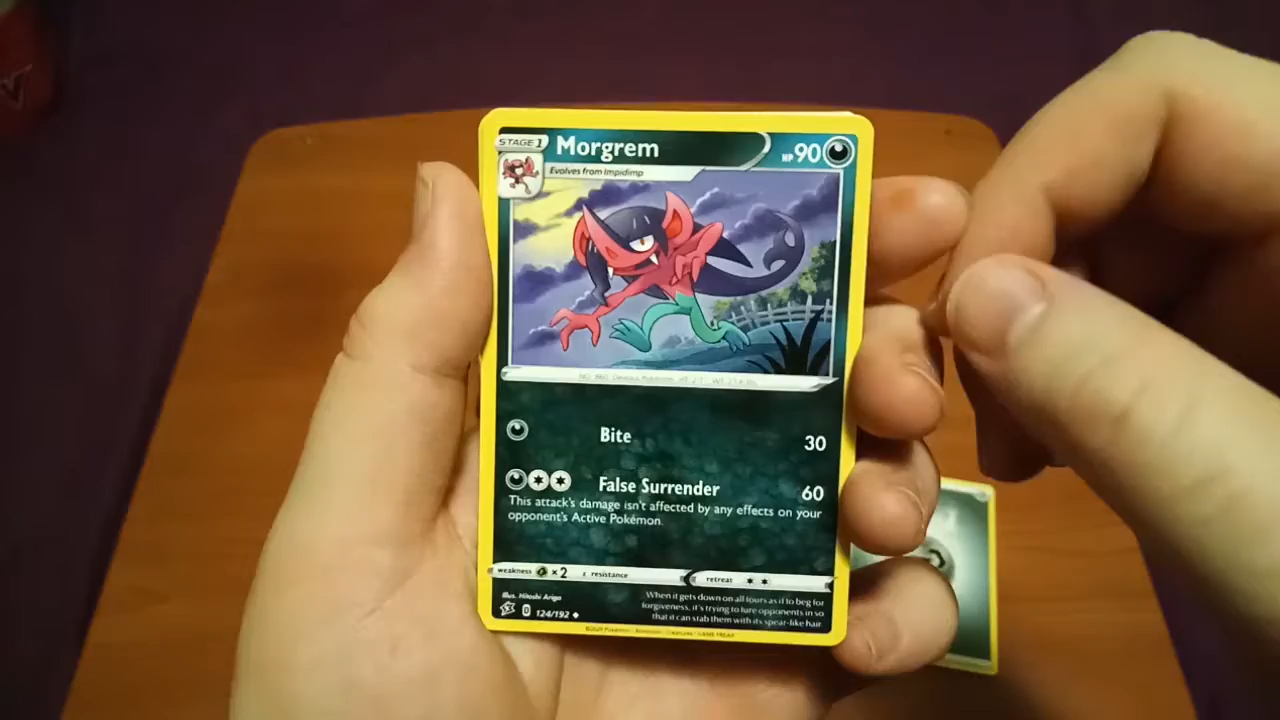 STAGE 1
Morgrem
HP 90
Evolves from Impidimp
Bite
30
False Surrender
60
This attack's damage isn't affected by any effects on your
opponent's Active Pokémon.
weakness ×2
resistance
retreat
Illus. Hitoshi Ariga
When it gets down on all fours as if to beg for
forgiveness, it's trying to lure opponents in so
that it can stab them with its spear-like hair.
D
124/192
V